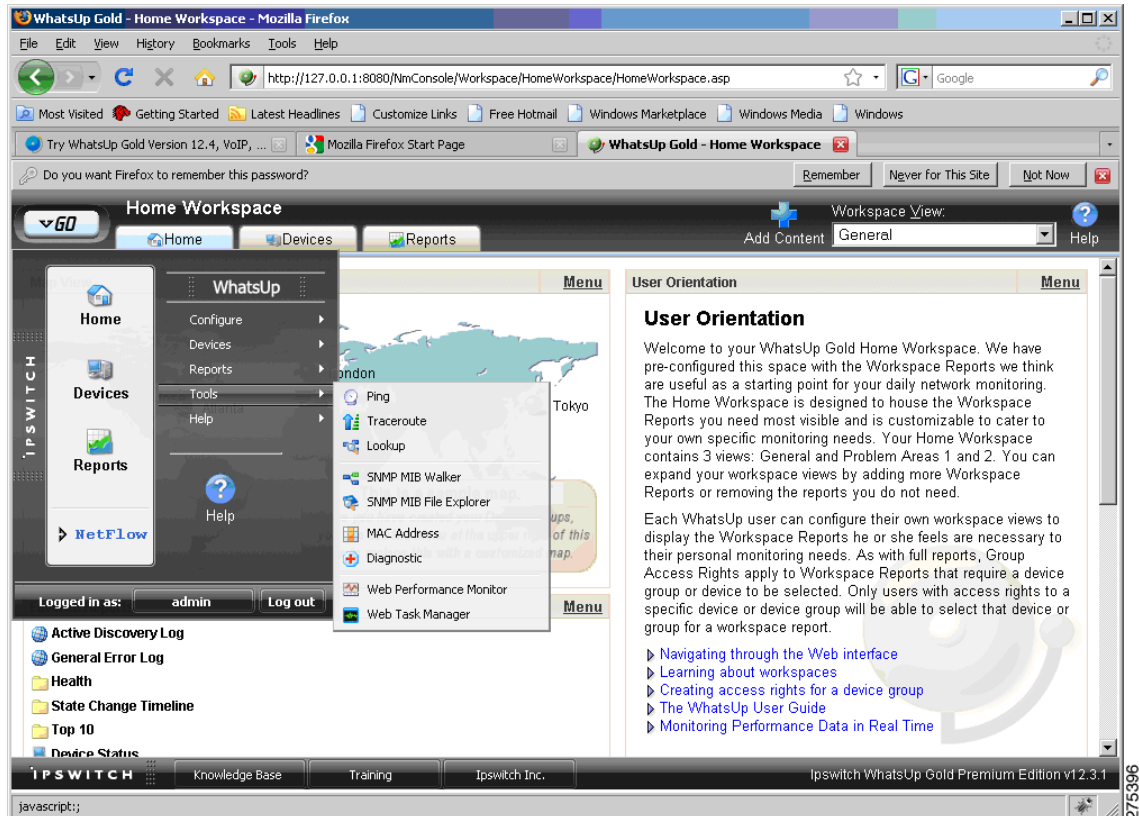 WhatsUp Gold - Home Workspace - Mozilla Firefox
File Edit View History Bookmarks Tools Help
http://127.0.0.1:8080/NmConsole/Workspace/HomeWorkspace/HomeWorkspace.asp
G Google
Most Visited Getting Started Latest Headlines Customize Links Free Hotmail Windows Marketplace Windows Media Windows
Try WhatsUp Gold Version 12.4, VoIP, ... Mozilla Firefox Start Page WhatsUp Gold - Home Workspace
Do you want Firefox to remember this password? Remember Never for This Site Not Now
GO Home Workspace
Home Devices Reports
Add Content
Workspace View:
General
Help
IPSWITCH
Home
Devices
Reports
NetFlow
WhatsUp
Configure
Devices
Reports
Tools
Help
Help
Logged in as: admin Log out
Ping
Traceroute
Lookup
SNMP MIB Walker
SNMP MIB File Explorer
MAC Address
Diagnostic
Web Performance Monitor
Web Task Manager
Menu
ondon
Tokyo
ups,
of this
map.
Menu
Active Discovery Log
General Error Log
Health
State Change Timeline
Top 10
Device Status
User Orientation Menu
User Orientation
Welcome to your WhatsUp Gold Home Workspace. We have
pre-configured this space with the Workspace Reports we think
are useful as a starting point for your daily network monitoring.
The Home Workspace is designed to house the Workspace
Reports you need most visible and is customizable to cater to
your own specific monitoring needs. Your Home Workspace
contains 3 views: General and Problem Areas 1 and 2. You can
expand your workspace views by adding more Workspace
Reports or removing the reports you do not need.
Each WhatsUp user can configure their own workspace views to
display the Workspace Reports he or she feels are necessary to
their personal monitoring needs. As with full reports, Group
Access Rights apply to Workspace Reports that require a device
group or device to be selected. Only users with access rights to a
specific device or device group will be able to select that device or
group for a workspace report.
Navigating through the Web interface
Learning about workspaces
Creating access rights for a device group
The WhatsUp User Guide
Monitoring Performance Data in Real Time
IPSWITCH Knowledge Base Training Ipswitch Inc. Ipswitch WhatsUp Gold Premium Edition v12.3.1
javascript:;
275396